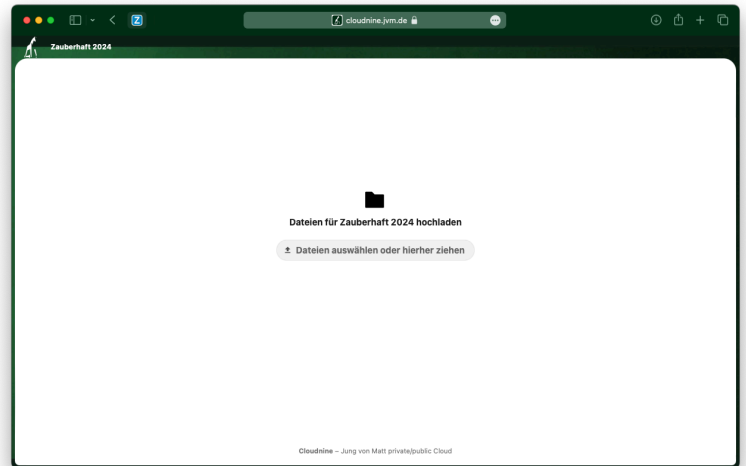 Z
cloudnine.jvm.de
Zauberhaft 2024
Dateien für Zauberhaft 2024 hochladen
Dateien auswählen oder hierher ziehen
Cloudnine – Jung von Matt private/public Cloud